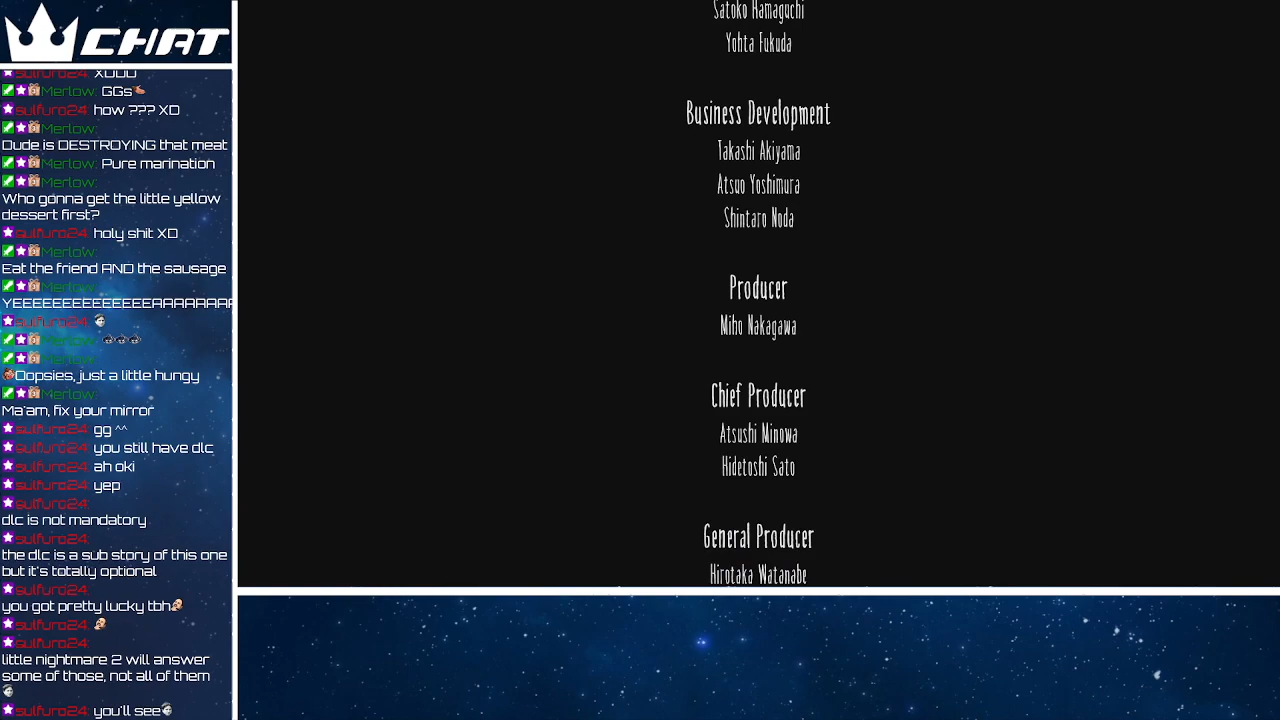 CHAT
sulfuro24: XDDD
Merlow: GGs
sulfuro24: how ??? XD
Merlow:
Dude is DESTROYING that meat
Merlow: Pure marination
Merlow:
Who gonna get the little yellow
dessert first?
sulfuro24: holy shit XD
Merlow:
Eat the friend AND the sausage
Merlow:
sulfuro24:
Merlow:
Merlow:
Oopsies, just a little hungy
Merlow:
Ma'am, fix your mirror
sulfuro24: gg ^^
sulfuro24: you still have dlc
sulfuro24: ah oki
sulfuro24: yep
sulfuro24:
dlc is not mandatory
sulfuro24:
the dlc is a sub story of this one
but it's totally optional
sulfuro24:
you got pretty lucky tbh
sulfuro24:
sulfuro24:
little nightmare 2 will answer
some of those, not all of them
sulfuro24: you'll see
Satoko Hamaguchi
Yohta Fukuda
Business Development
Takashi Akiyama
Atsuo Yoshimura
Shintaro Noda
Producer
Miho Nakagawa
Chief Producer
Atsushi Minowa
Hidetoshi Sato
General Producer
Hirotaka Watanabe